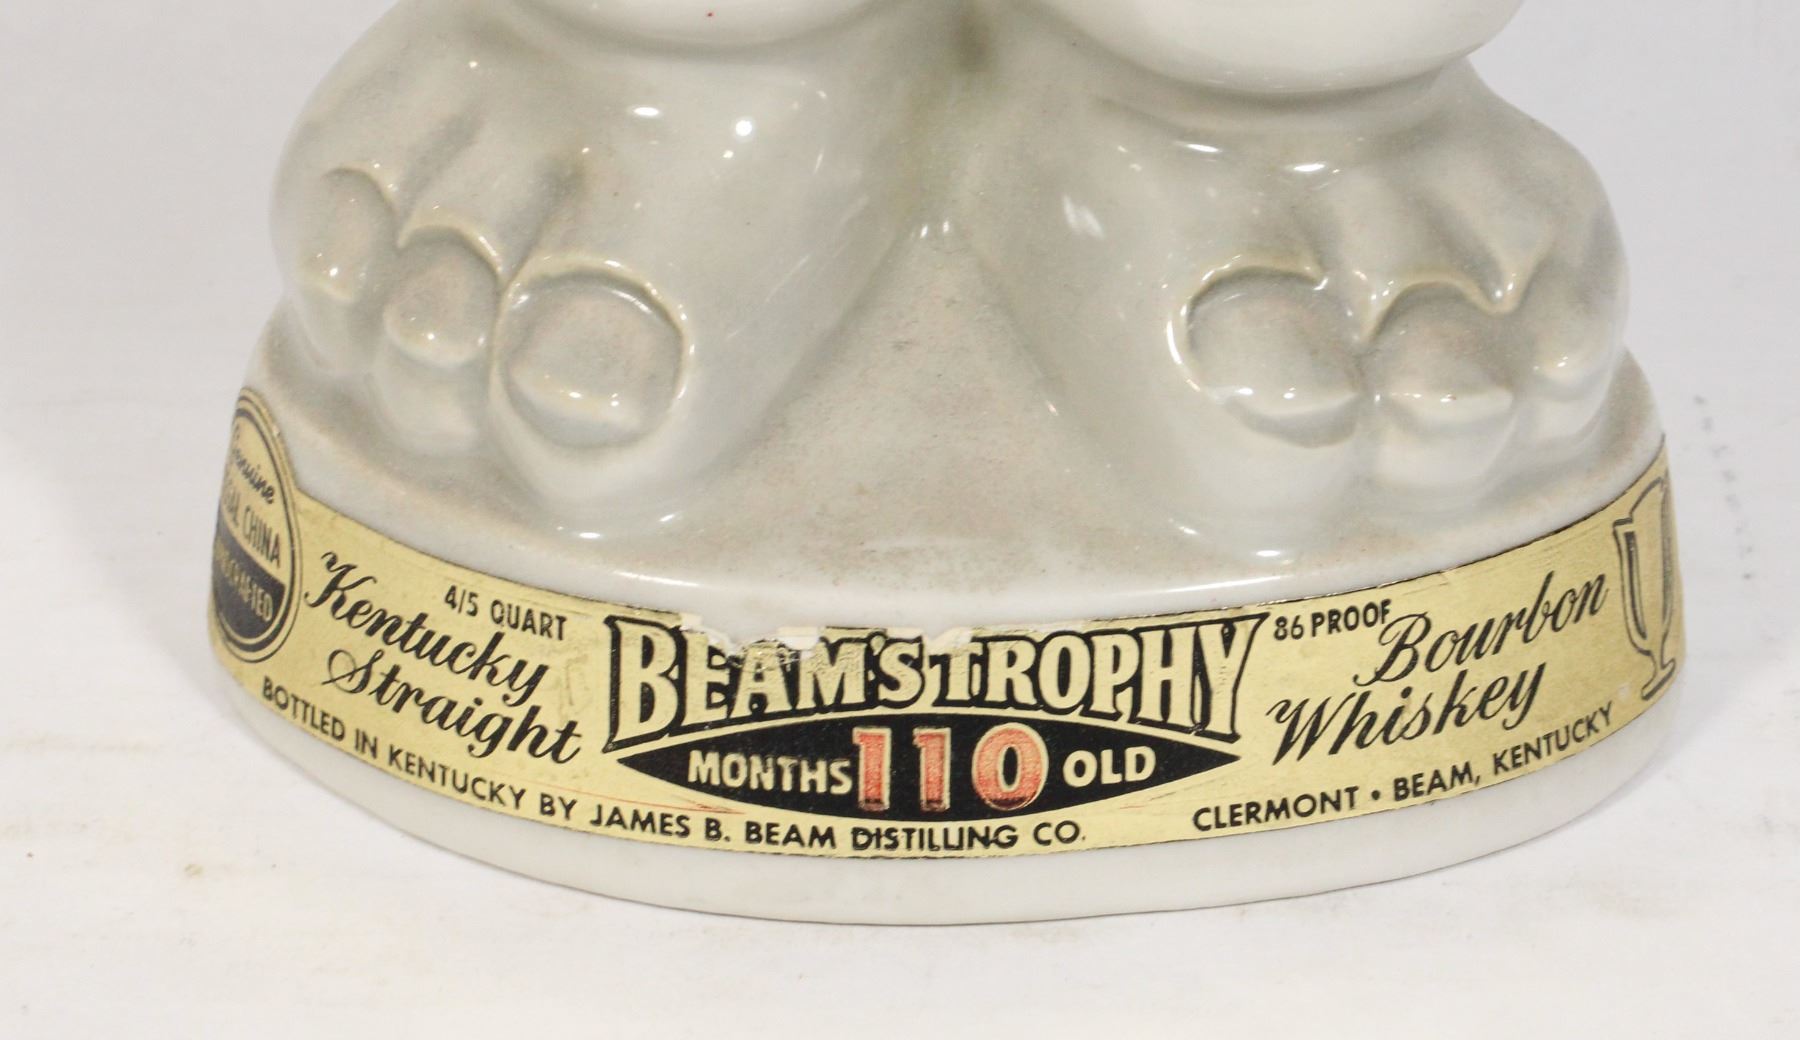 Genuine
CHINA
Kentucky
Straight
4/5 QUART
BEAM'S TROPHY
MONTHS 110 OLD
86 PROOF
Bourbon
Whiskey
BOTTLED IN KENTUCKY BY JAMES B. BEAM DISTILLING CO.
CLERMONT • BEAM, KENTUCKY